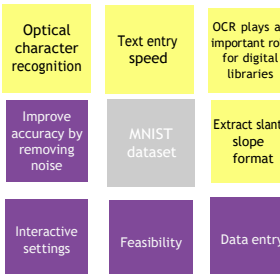 Optical
character
recognition
Text entry
speed
OCR plays a
important ro
for digital
libraries
Improve
accuracy by
removing
noise
MNIST
dataset
Extract slant
slope
format
Interactive
settings
Feasibility
Data entry